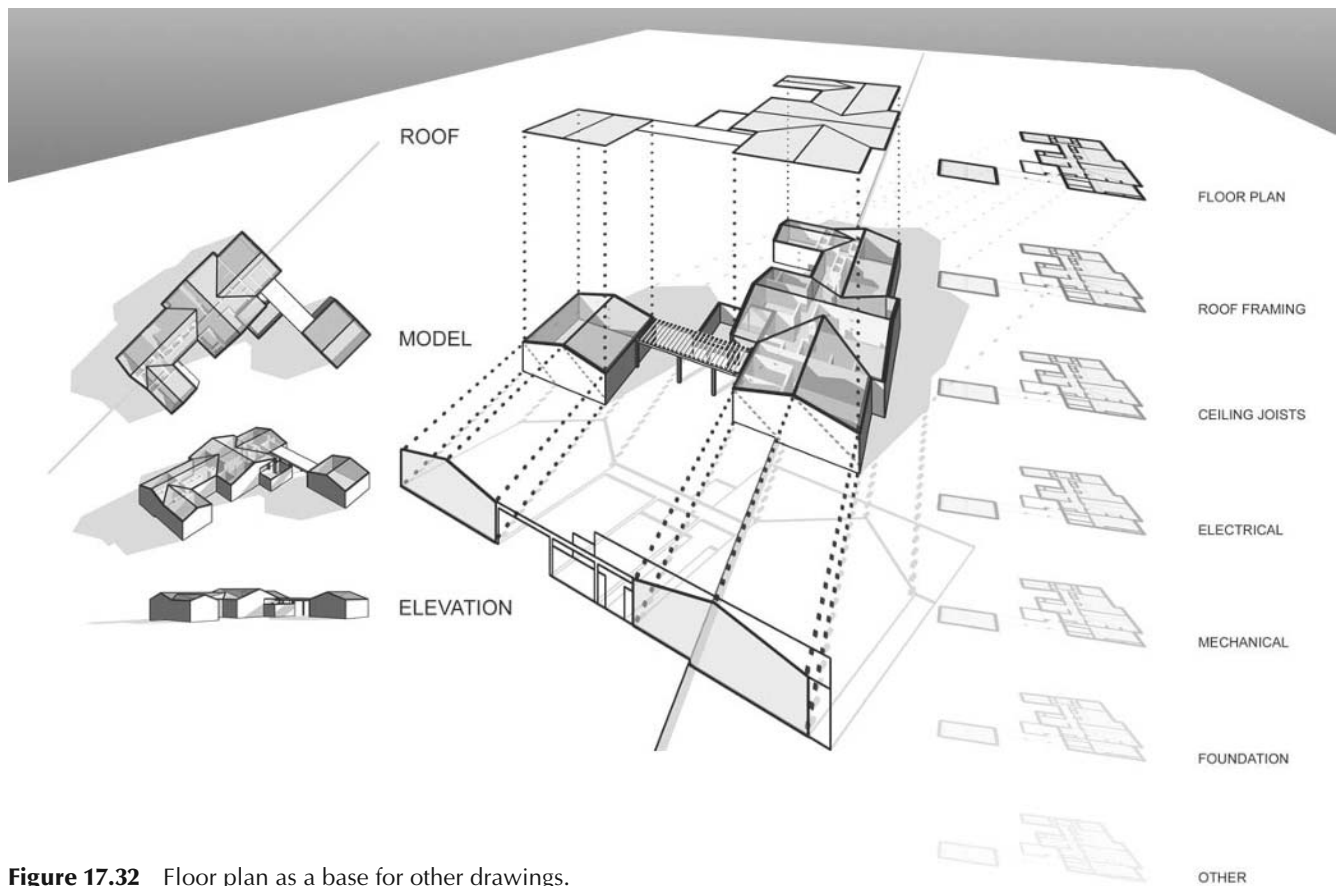 ROOF
MODEL
ELEVATION
FLOOR PLAN
ROOF FRAMING
CEILING JOISTS
ELECTRICAL
MECHANICAL
FOUNDATION
OTHER
Figure 17.32 Floor plan as a base for other drawings.